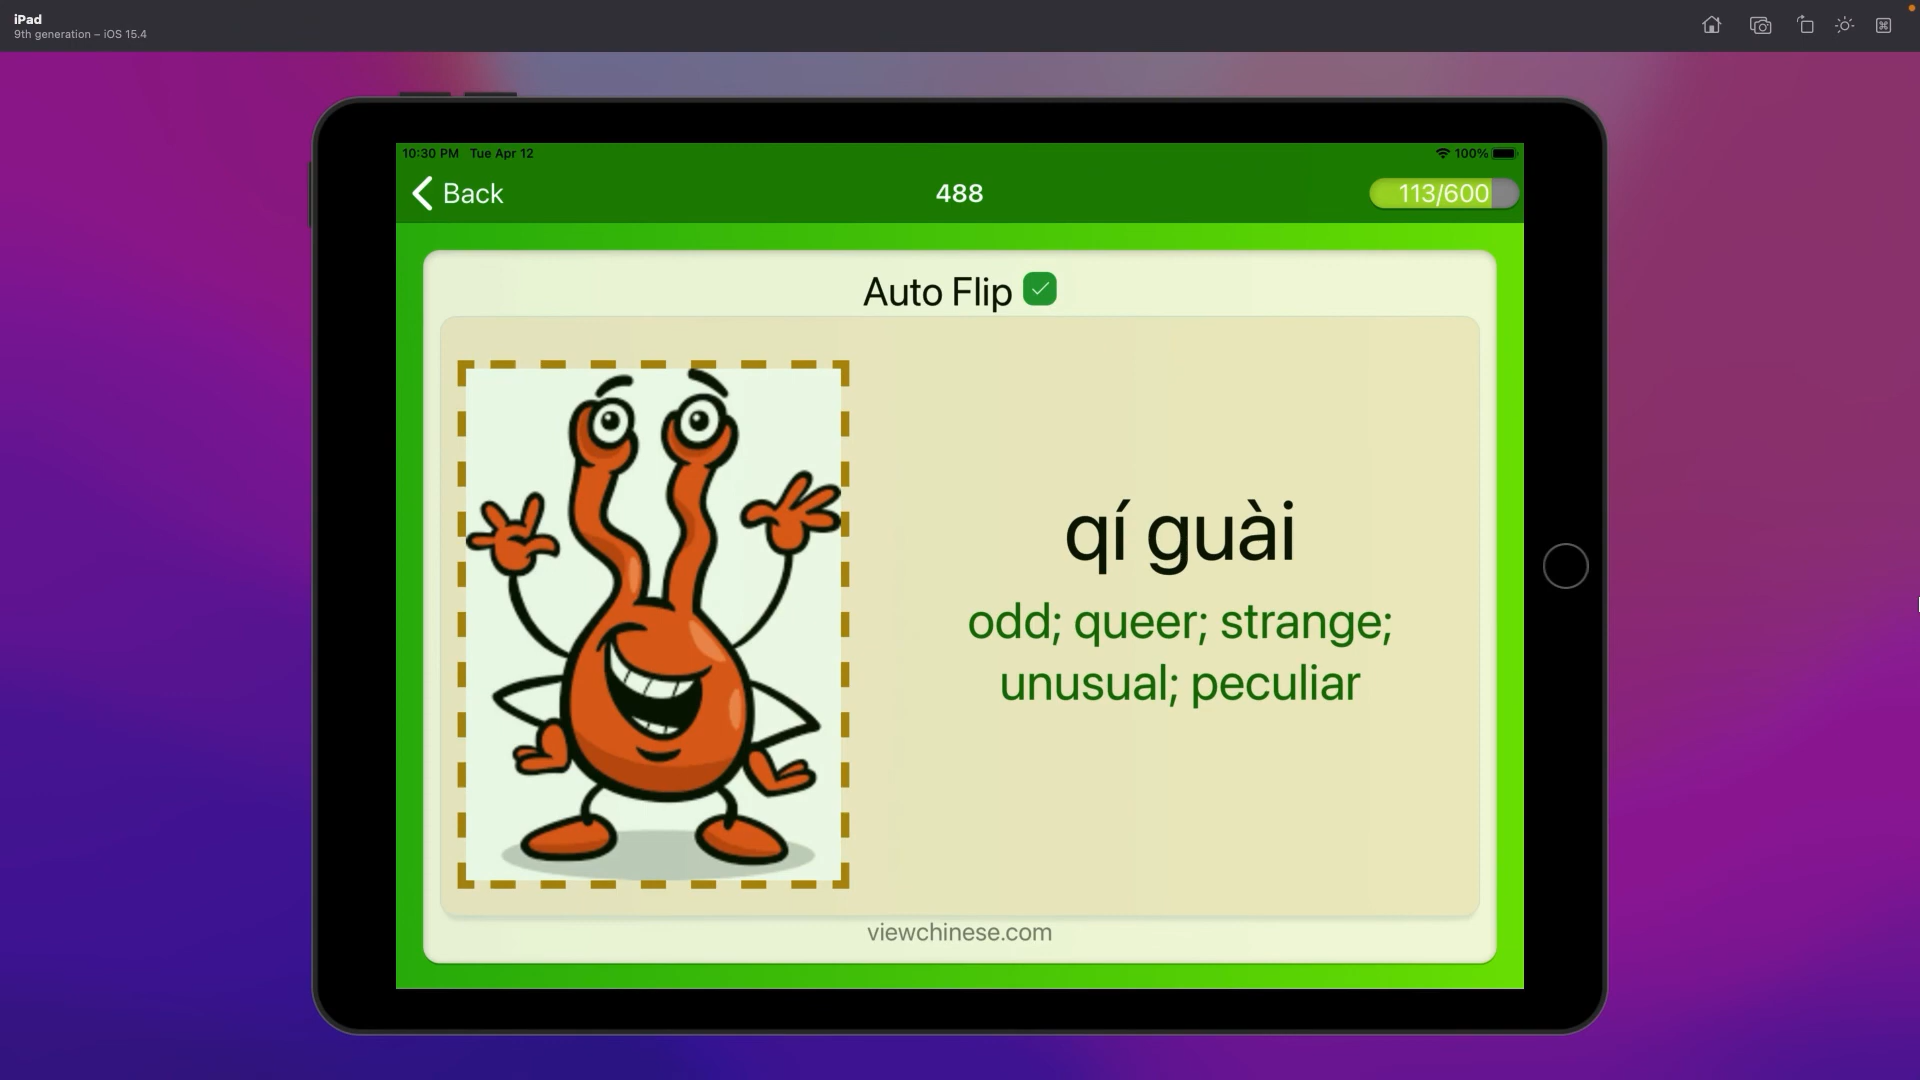 iPad
9th generation – iOS 15.4
10:30 PM Tue Apr 12
100%
Back
488
113/600
Auto Flip
qí guài
odd; queer; strange;
unusual; peculiar
viewchinese.com